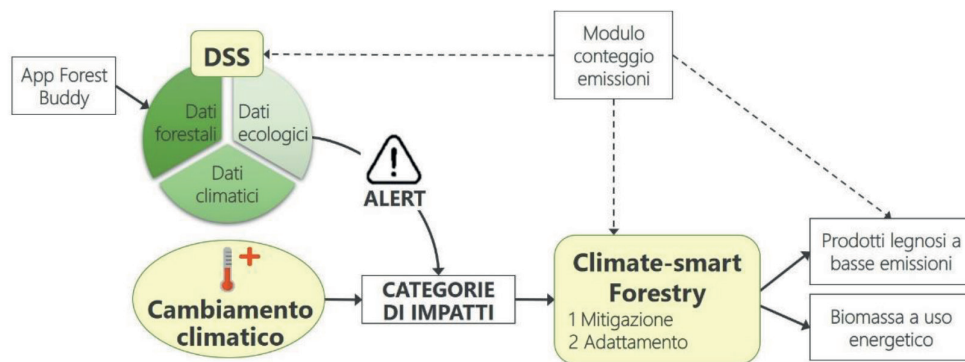 DSS
Modulo
conteggio
emissioni
App Forest
Buddy
Dati
forestali
Dati
ecologici
Dati
climatici
!
ALERT
+
Cambiamento
climatico
CATEGORIE
DI IMPATTI
Climate-smart
Forestry
1 Mitigazione
2 Adattamento
Prodotti legnosi a
basse emissioni
Biomassa a uso
energetico